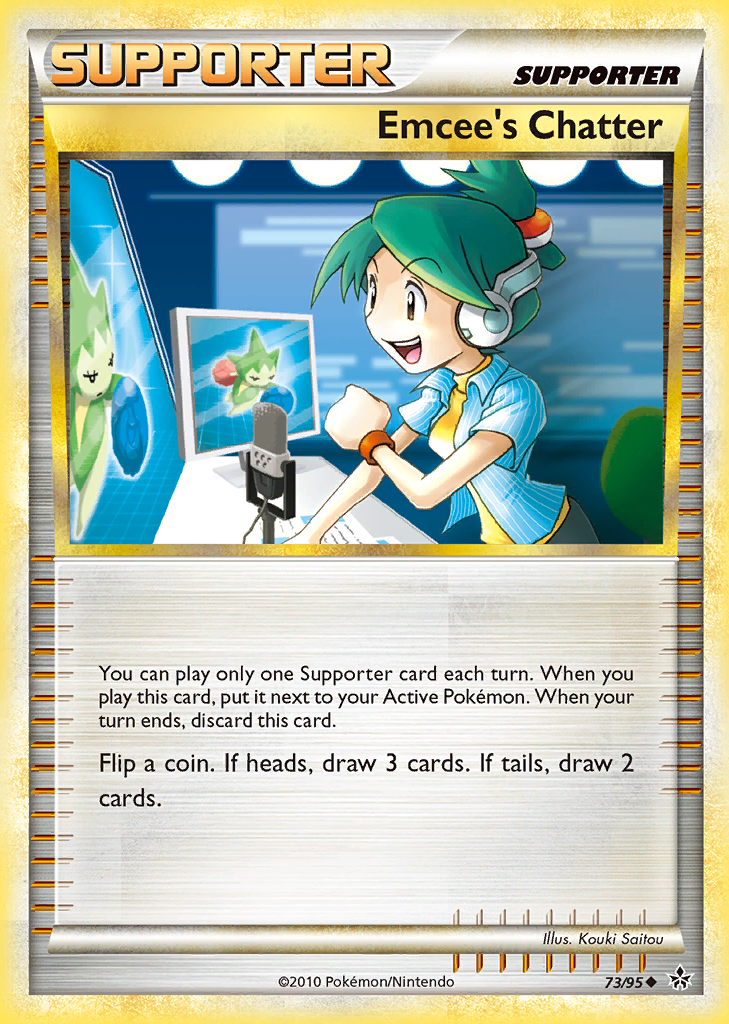 SUPPORTER
SUPPORTER
Emcee's Chatter
You can play only one Supporter card each turn. When you
play this card, put it next to your Active Pokémon. When your
turn ends, discard this card.
Flip a coin. If heads, draw 3 cards. If tails, draw 2
cards.
Illus. Kouki Saitou
©2010 Pokémon/Nintendo
73/95